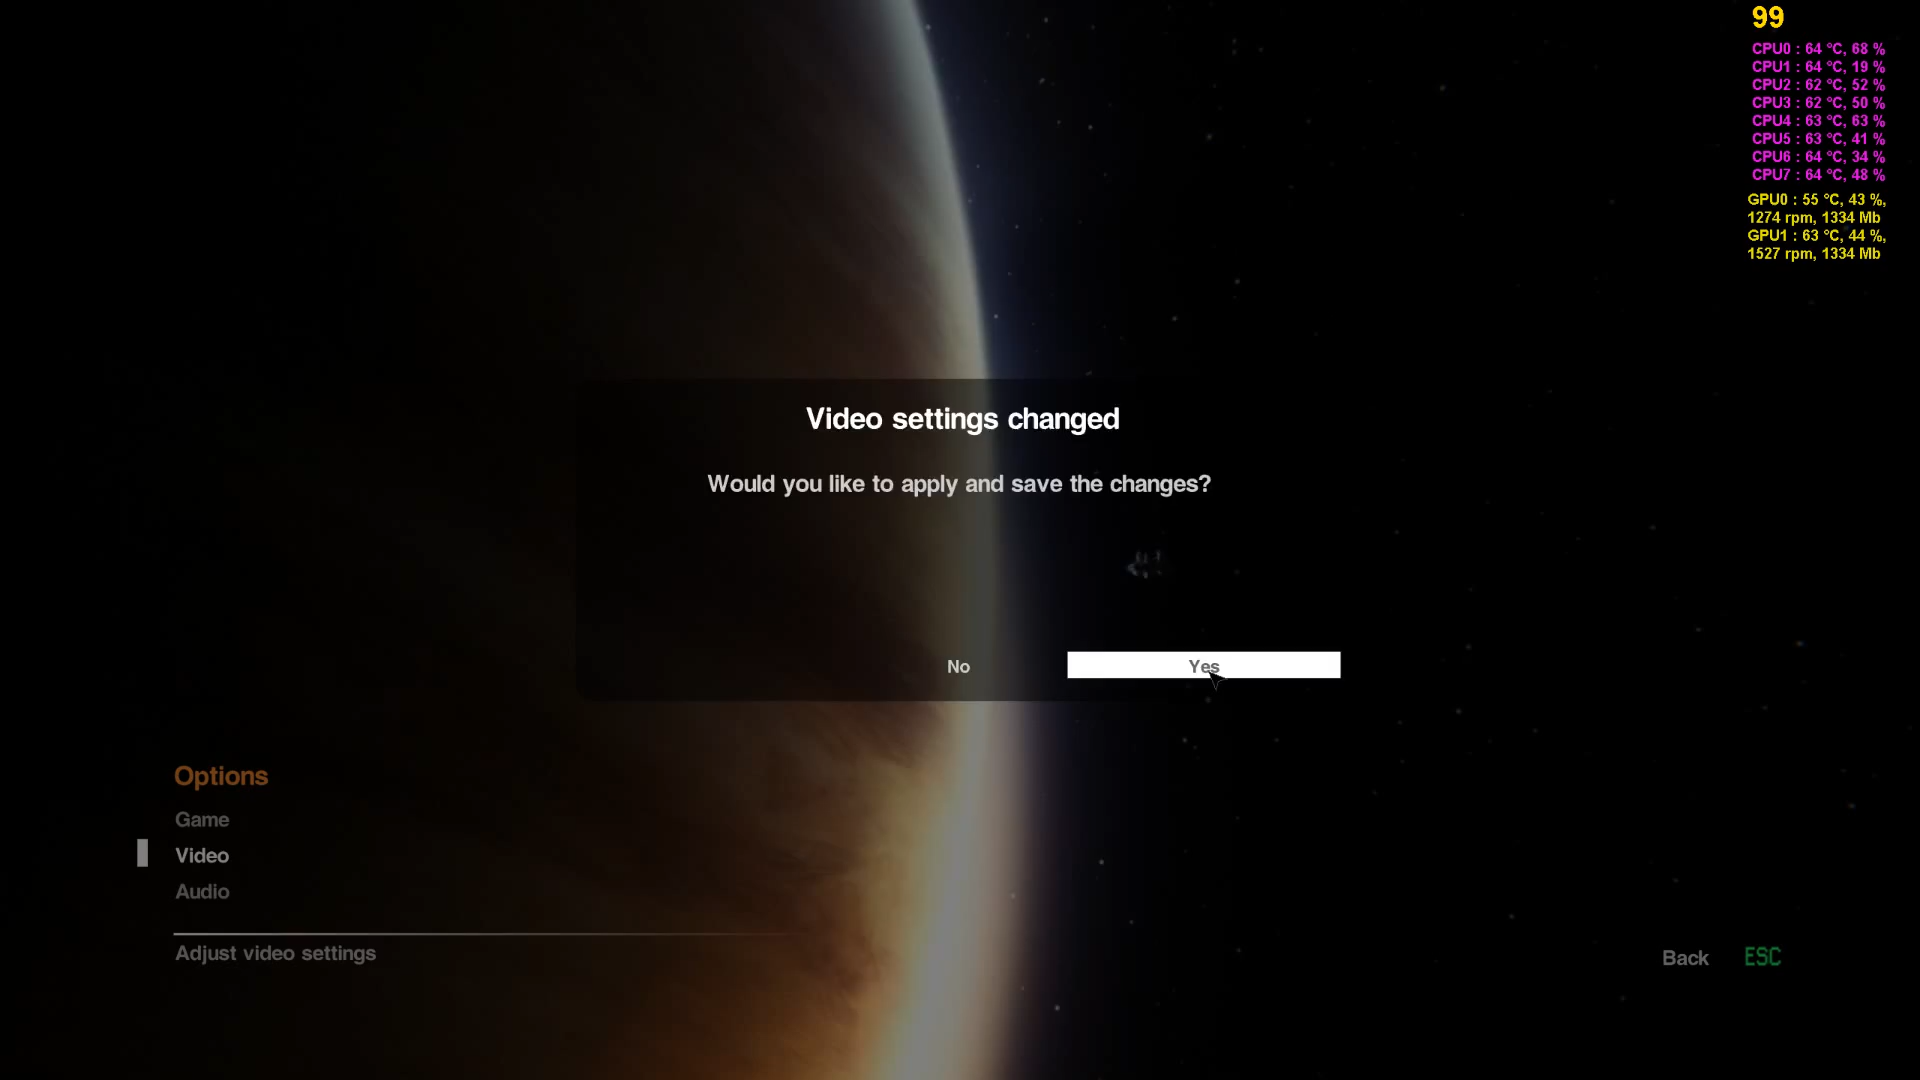 99
CPU0 : 64 °C, 68 %
CPU1 : 64 °C, 19 %
CPU2 : 62 °C, 52 %
CPU3 : 62 °C, 50 %
CPU4 : 63 °C, 63 %
CPU5 : 63 °C, 41 %
CPU6 : 64 °C, 34 %
CPU7 : 64 °C, 48 %
GPU0 : 55 °C, 43 %,
1274 rpm, 1334 Mb
GPU1 : 63 °C, 44 %,
1527 rpm, 1334 Mb
Video settings changed
Would you like to apply and save the changes?
No
Yes
Options
Game
Video
Audio
Adjust video settings
Back ESC